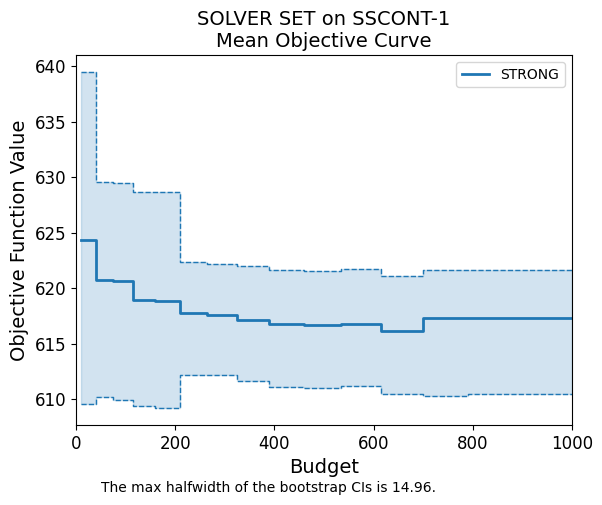 SOLVER SET on SSCONT-1
Mean Objective Curve
STRONG
Objective Function Value
640
635
630
625
620
615
610
0 200 400 600 800 1000
Budget
The max halfwidth of the bootstrap CIs is 14.96.